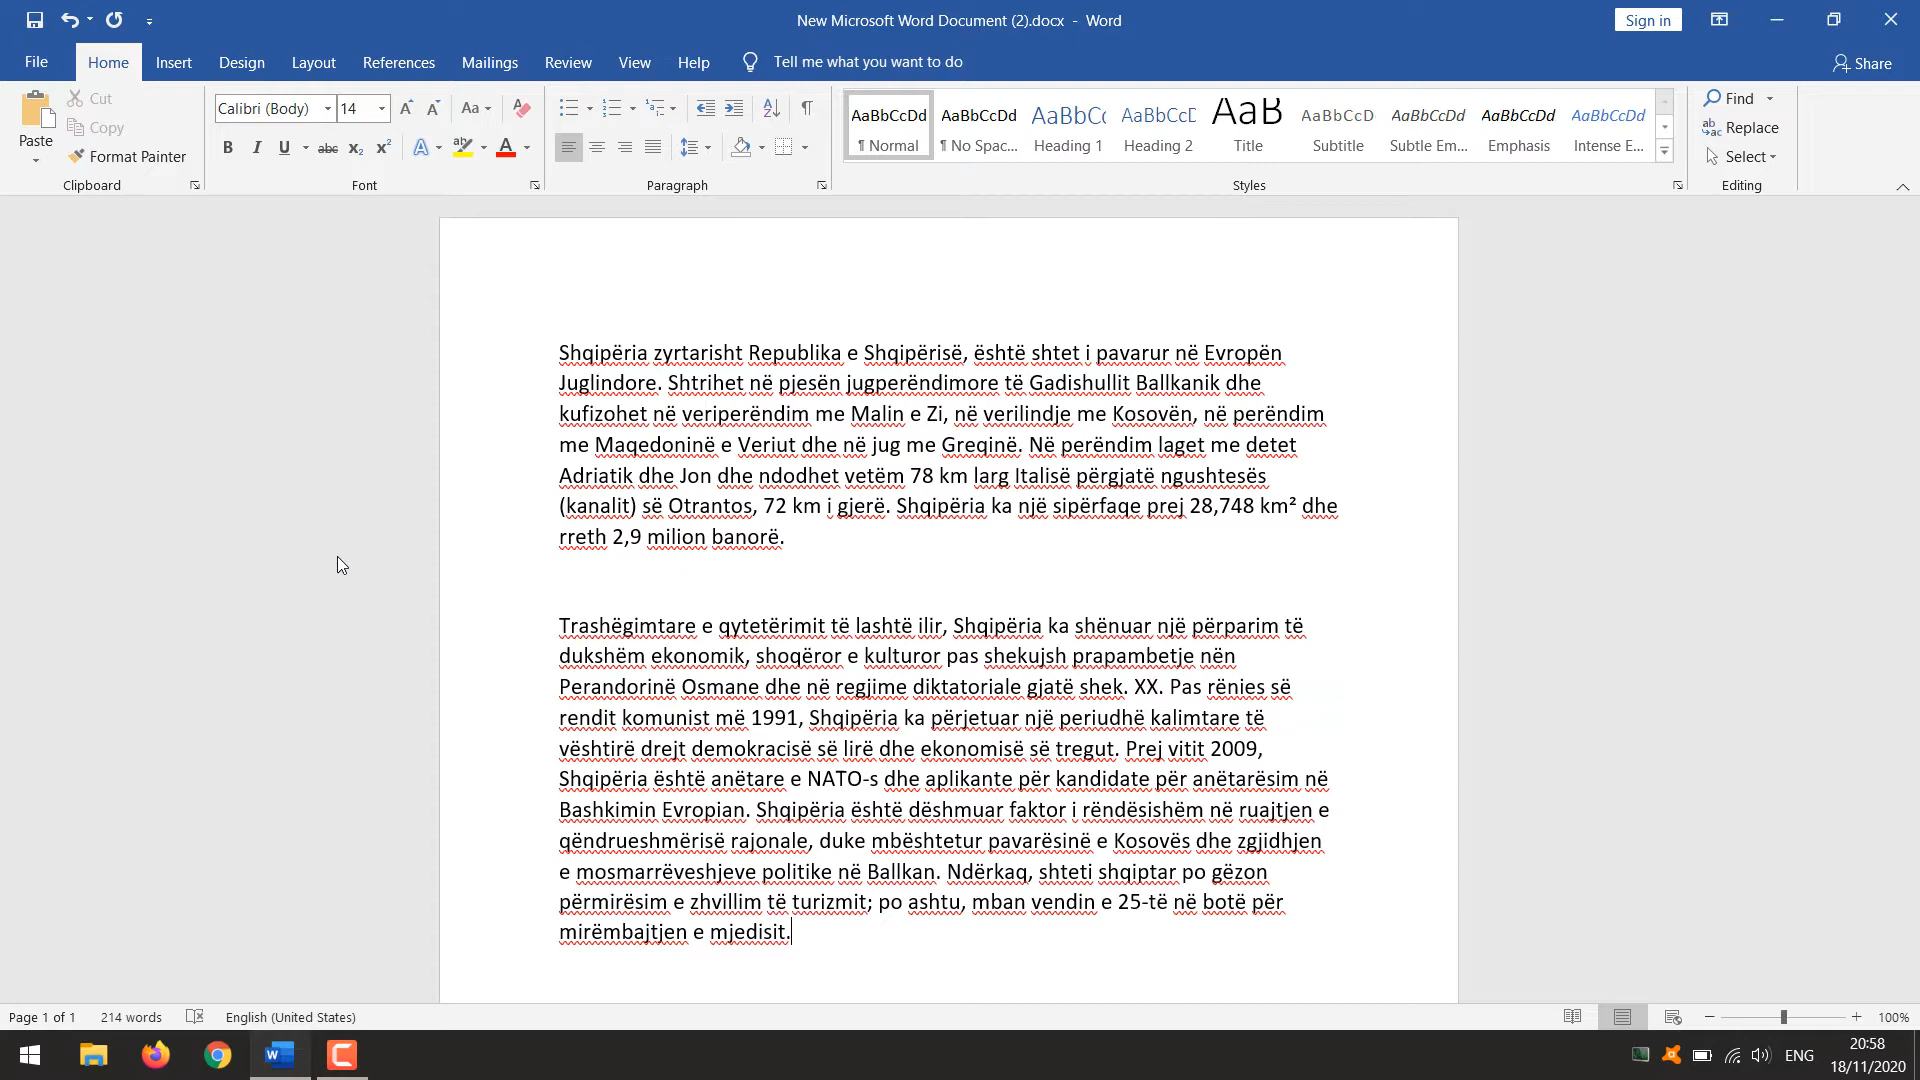 New Microsoft Word Document (2).docx - Word
Sign in
File Home Insert Design Layout References Mailings Review View Help Tell me what you want to do Share
Paste
Cut
Copy
Format Painter
Clipboard
Calibri (Body) 14
Font
Paragraph
AaBbCcDd AaBbCcDd AaBbCc AaBbCcD AaB AaBbCcD AaBbCcDd AaBbCcDd AaBbCcDd
¶ Normal ¶ No Spac... Heading 1 Heading 2 Title Subtitle Subtle Em... Emphasis Intense E...
Styles
Find
Replace
Select
Editing
Shqipëria zyrtarisht Republika e Shqipërisë, është shtet i pavarur në Evropën
Juglindore. Shtrihet në pjesën jugperëndimore të Gadishullit Ballkanik dhe
kufizohet në veriperëndim me Malin e Zi, në verilindje me Kosovën, në perëndim
me Maqedoninë e Veriut dhe në jug me Greqinë. Në perëndim laget me detet
Adriatik dhe Jon dhe ndodhet vetëm 78 km larg Italisë përgjatë ngushtesës
(kanalit) së Otrantos, 72 km i gjerë. Shqipëria ka një sipërfaqe prej 28,748 km² dhe
rreth 2,9 milion banorë.
Trashëgimtare e qytetërimit të lashtë ilir, Shqipëria ka shënuar një përparim të
dukshëm ekonomik, shoqëror e kulturor pas shekujsh prapambetje nën
Perandorinë Osmane dhe në regjime diktatoriale gjatë shek. XX. Pas rënies së
rendit komunist më 1991, Shqipëria ka përjetuar një periudhë kalimtare të
vështirë drejt demokracisë së lirë dhe ekonomisë së tregut. Prej vitit 2009,
Shqipëria është anëtare e NATO-s dhe aplikante për kandidate për anëtarësim në
Bashkimin Evropian. Shqipëria është dëshmuar faktor i rëndësishëm në ruajtjen e
qëndrueshmërisë rajonale, duke mbështetur pavarësinë e Kosovës dhe zgjidhjen
e mosmarrëveshjeve politike në Ballkan. Ndërkaq, shteti shqiptar po gëzon
përmirësim e zhvillim të turizmit; po ashtu, mban vendin e 25-të në botë për
mirëmbajtjen e mjedisit.
Page 1 of 1 214 words English (United States) 100%
ENG
20:58
18/11/2020